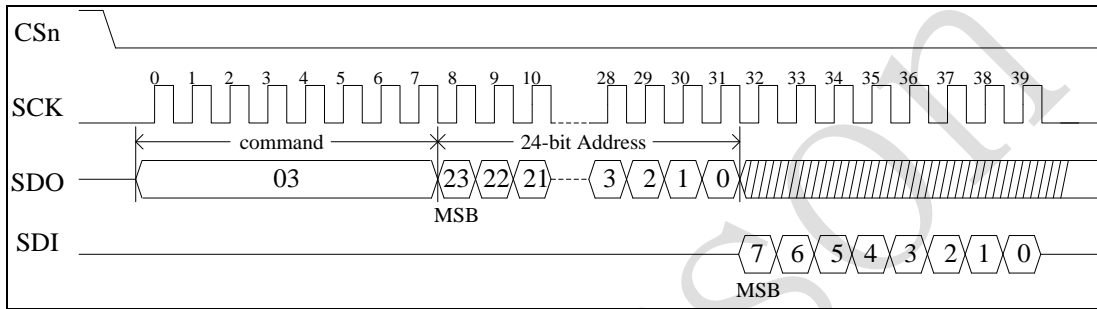 CSn
0 1 2 3 4 5 6 7 8 9 10 28 29 30 31 32 33 34 35 36 37 38 39
SCK
command 24-bit Address
SDO 03 23 22 21 3 2 1 0
MSB
SDI 7 6 5 4 3 2 1 0
MSB
son